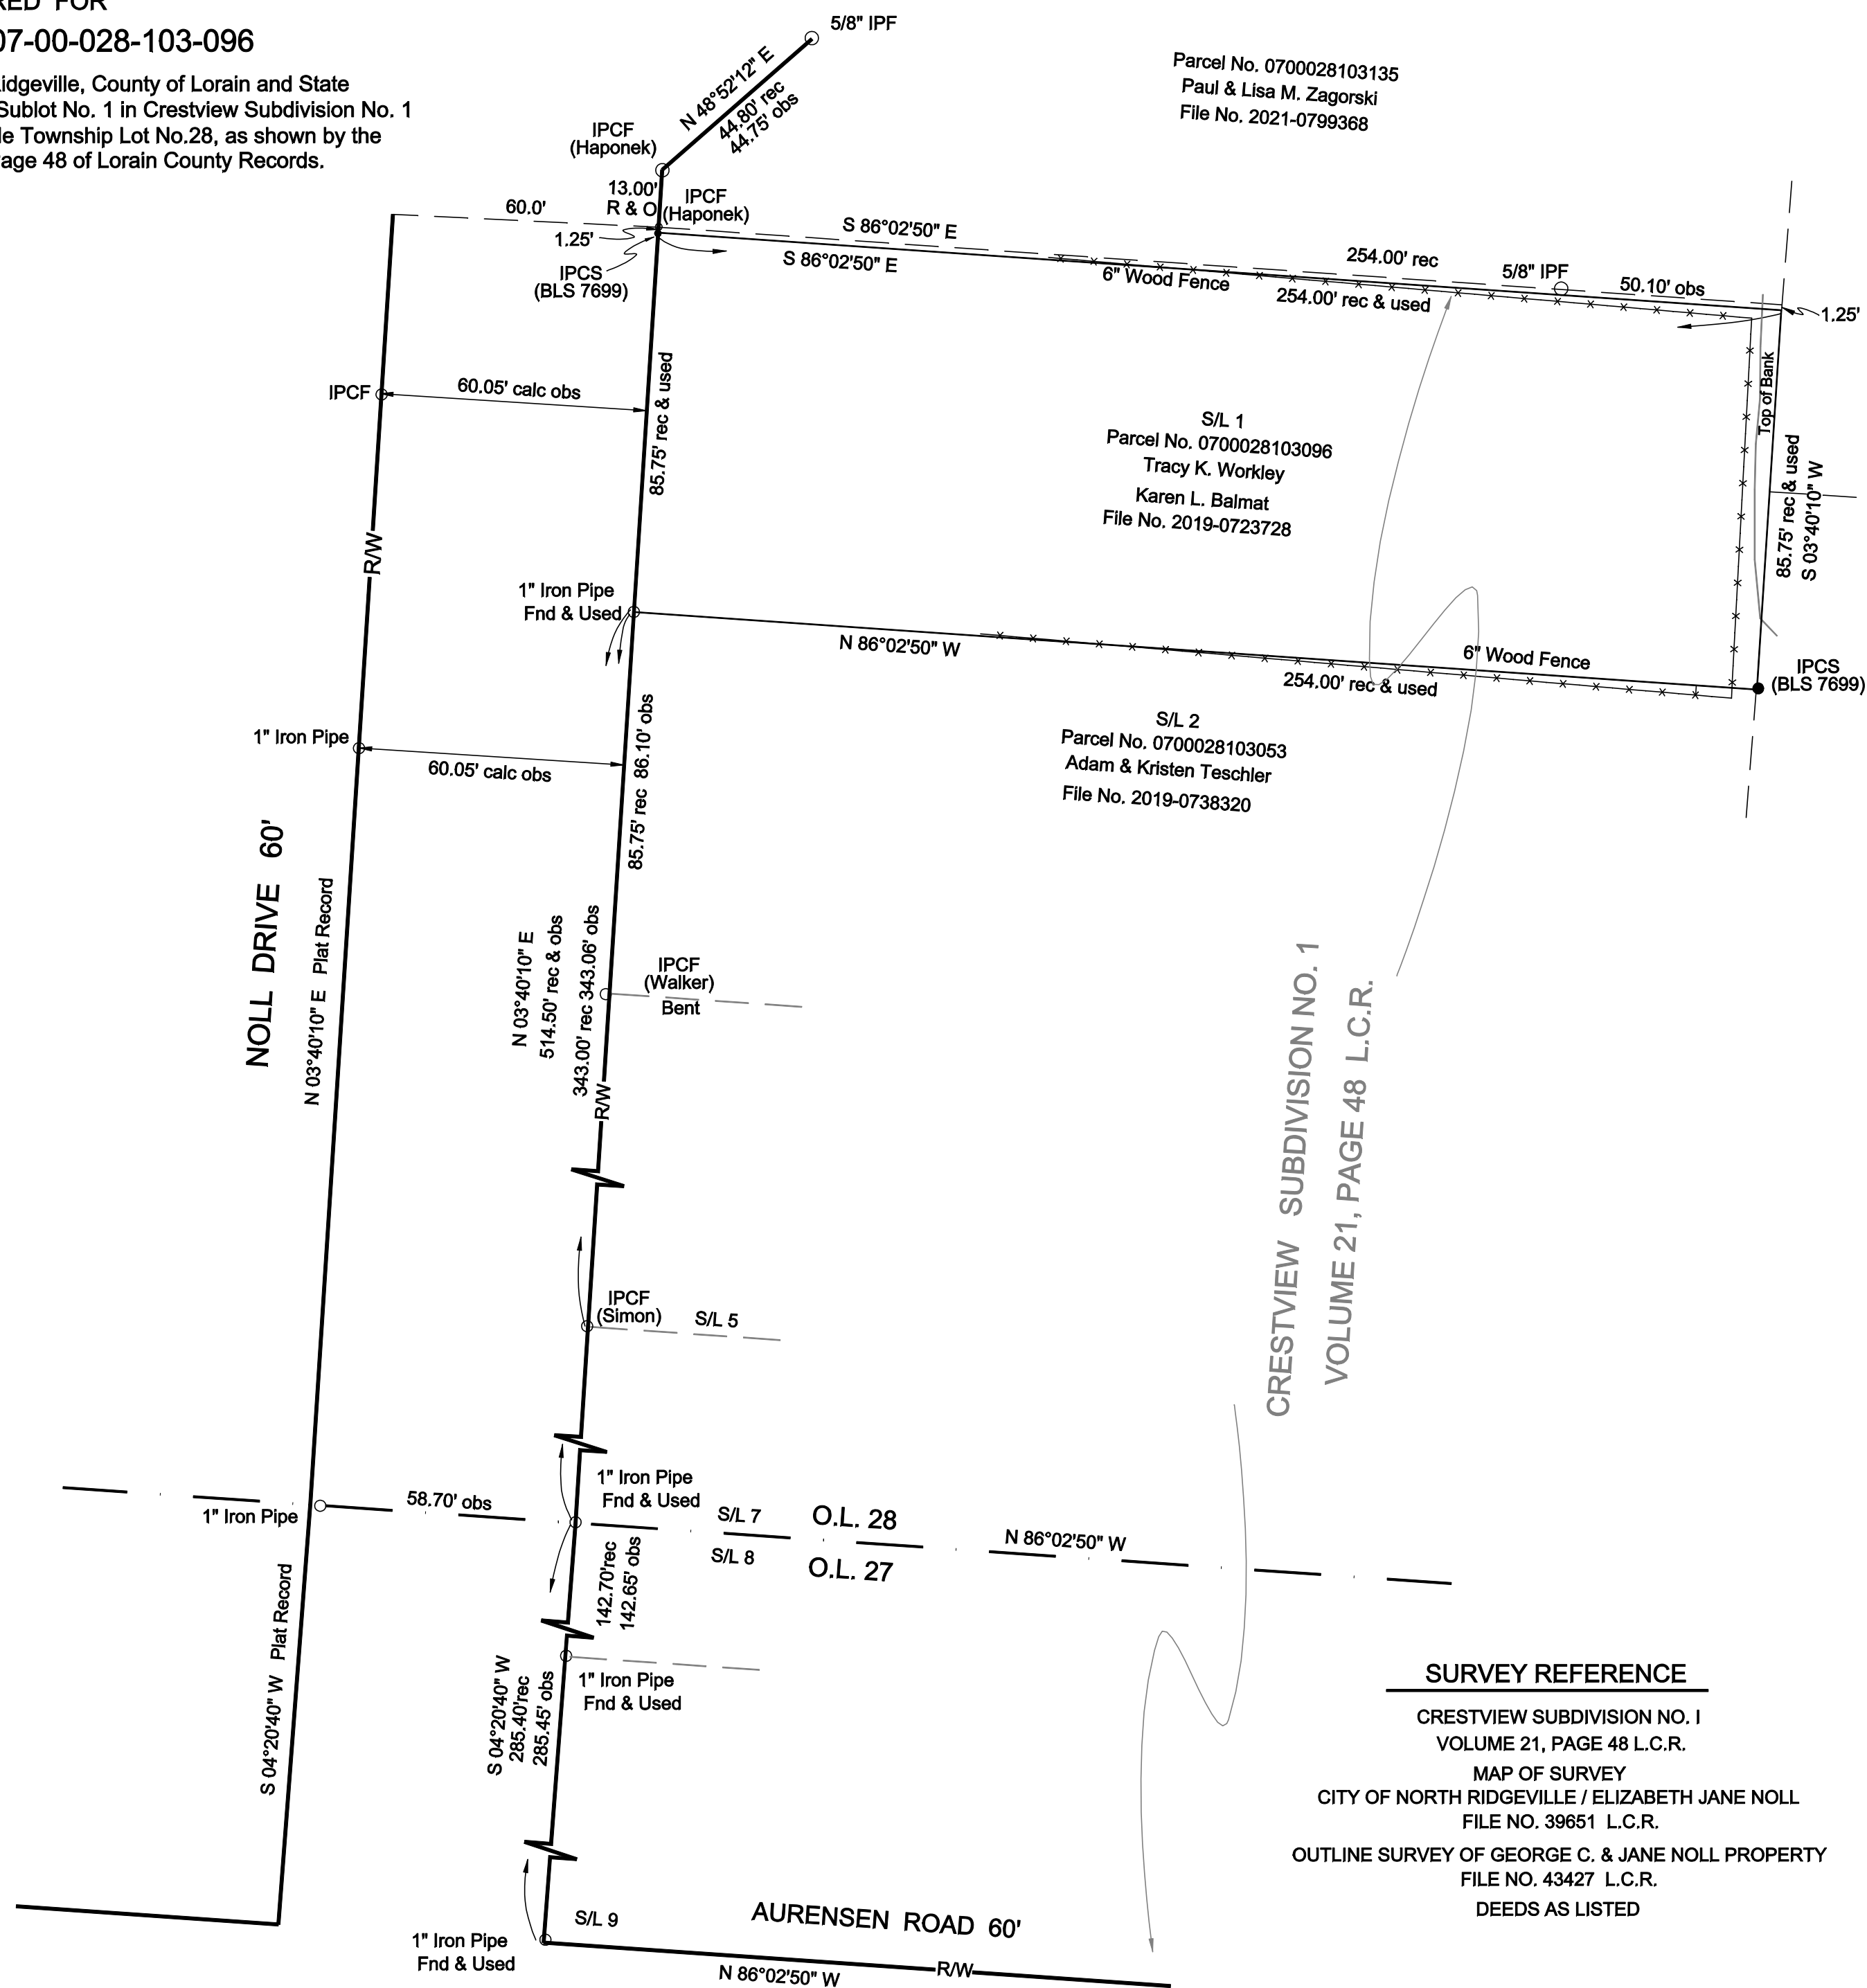 FOR
07-00-028-103-096
Ridgeville, County of Lorain and State
Sublot No. 1 in Crestview Subdivision No. 1
Township Lot No.28, as shown by the
Page 48 of Lorain County Records.
5/8" IPF
N 48°52'12" E
44.80' rec
44.75' obs
IPCF
(Haponek)
Parcel No. 0700028103135
Paul & Lisa M. Zagorski
File No. 2021-0799368
13.00'
R & O
IPCF
(Haponek)
60.0'
1.25'
IPCS
(BLS 7699)
S 86°02'50" E
S 86°02'50" E
254.00' rec
5/8" IPF
50.10' obs
6" Wood Fence
254.00' rec & used
1.25'
Top of Bank
IPCF
60.05' calc obs
85.75' rec & used
S/L 1
Parcel No. 0700028103096
Tracy K. Workley
Karen L. Balmat
File No. 2019-0723728
85.75' rec & used
S 03°40'10" W
R/W
1" Iron Pipe
Fnd & Used
N 86°02'50" W
6" Wood Fence
254.00' rec & used
IPCS
(BLS 7699)
1" Iron Pipe
60.05' calc obs
85.75' rec 86.10' obs
S/L 2
Parcel No. 0700028103053
Adam & Kristen Teschler
File No. 2019-0738320
NOLL DRIVE 60'
N 03°40'10" E Plat Record
N 03°40'10" E
514.50' rec & obs
343.00' rec 343.06' obs
R/W
IPCF
(Walker)
Bent
CRESTVIEW SUBDIVISION NO. 1
VOLUME 21, PAGE 48 L.C.R.
IPCF
(Simon)
S/L 5
1" Iron Pipe
58.70' obs
1" Iron Pipe
Fnd & Used
S/L 7
O.L. 28
S/L 8
O.L. 27
N 86°02'50" W
142.70'rec
142.65' obs
S 04°20'40" W Plat Record
S 04°20'40" W
285.40'rec
285.45' obs
1" Iron Pipe
Fnd & Used
S/L 9
1" Iron Pipe
Fnd & Used
AURENSEN ROAD 60'
N 86°02'50" W
R/W
SURVEY REFERENCE
CRESTVIEW SUBDIVISION NO. I
VOLUME 21, PAGE 48 L.C.R.
MAP OF SURVEY
CITY OF NORTH RIDGEVILLE / ELIZABETH JANE NOLL
FILE NO. 39651 L.C.R.
OUTLINE SURVEY OF GEORGE C. & JANE NOLL PROPERTY
FILE NO. 43427 L.C.R.
DEEDS AS LISTED